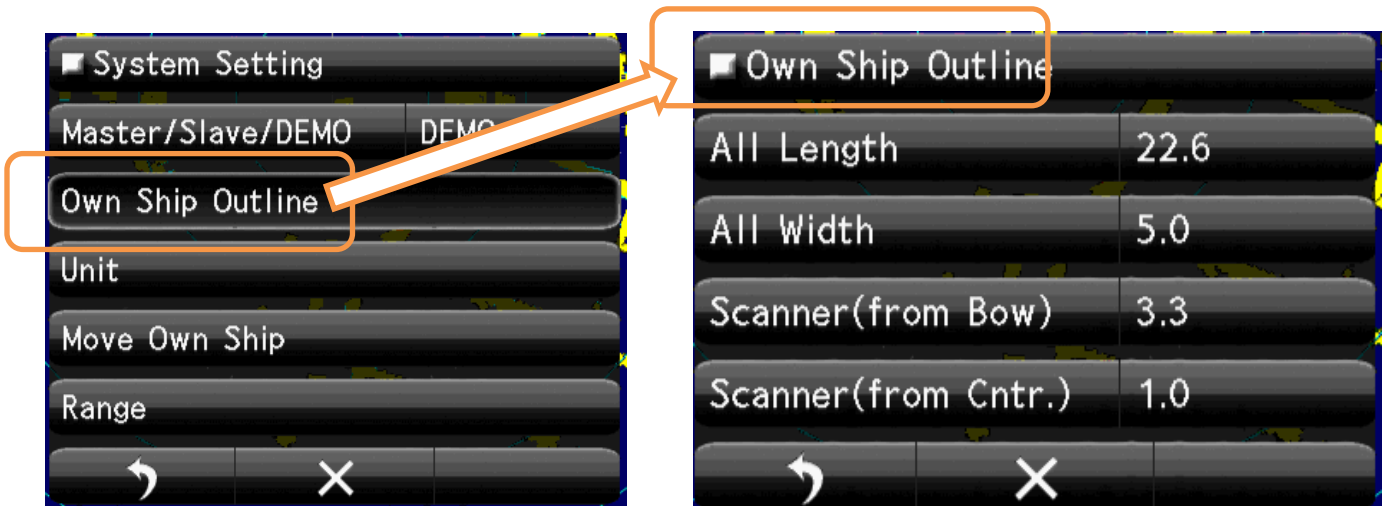 System Setting
Master/Slave/DEMO DEMO
Own Ship Outline
Unit
Move Own Ship
Range
Own Ship Outline
All Length 22.6
All Width 5.0
Scanner(from Bow) 3.3
Scanner(from Cntr.) 1.0